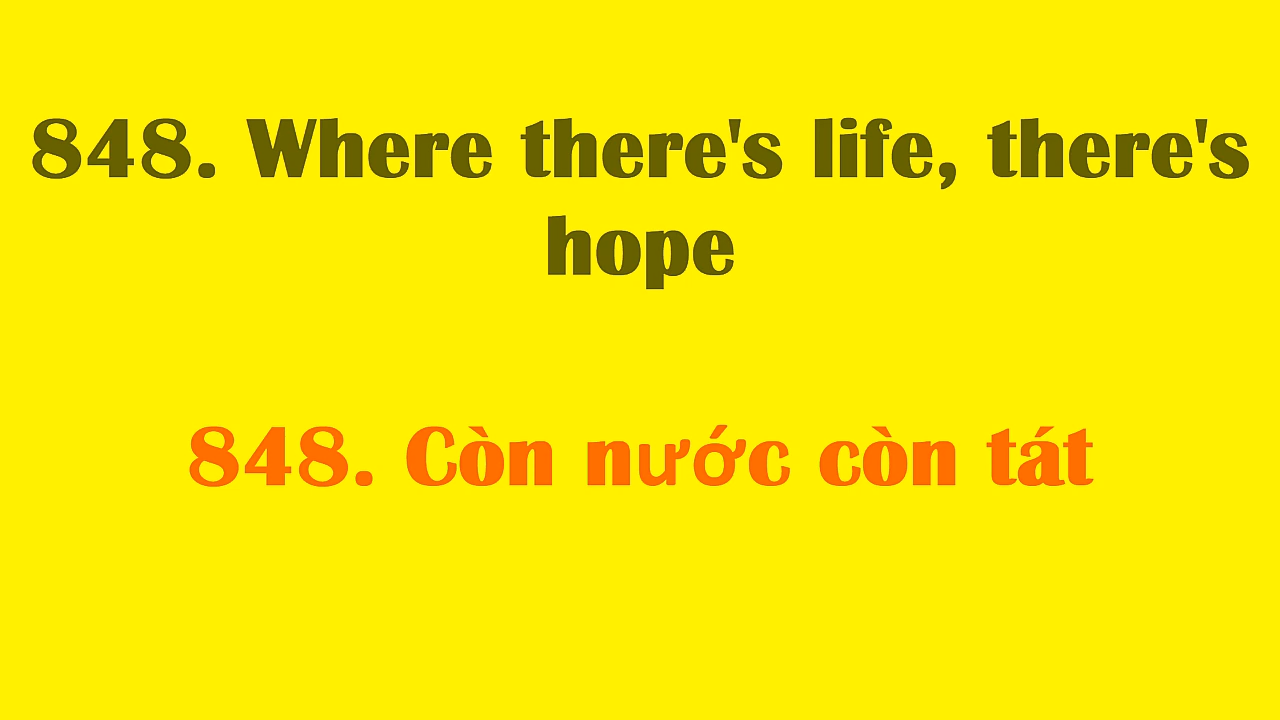 848. Where there's life, there's
hope
848. Còn nước còn tát